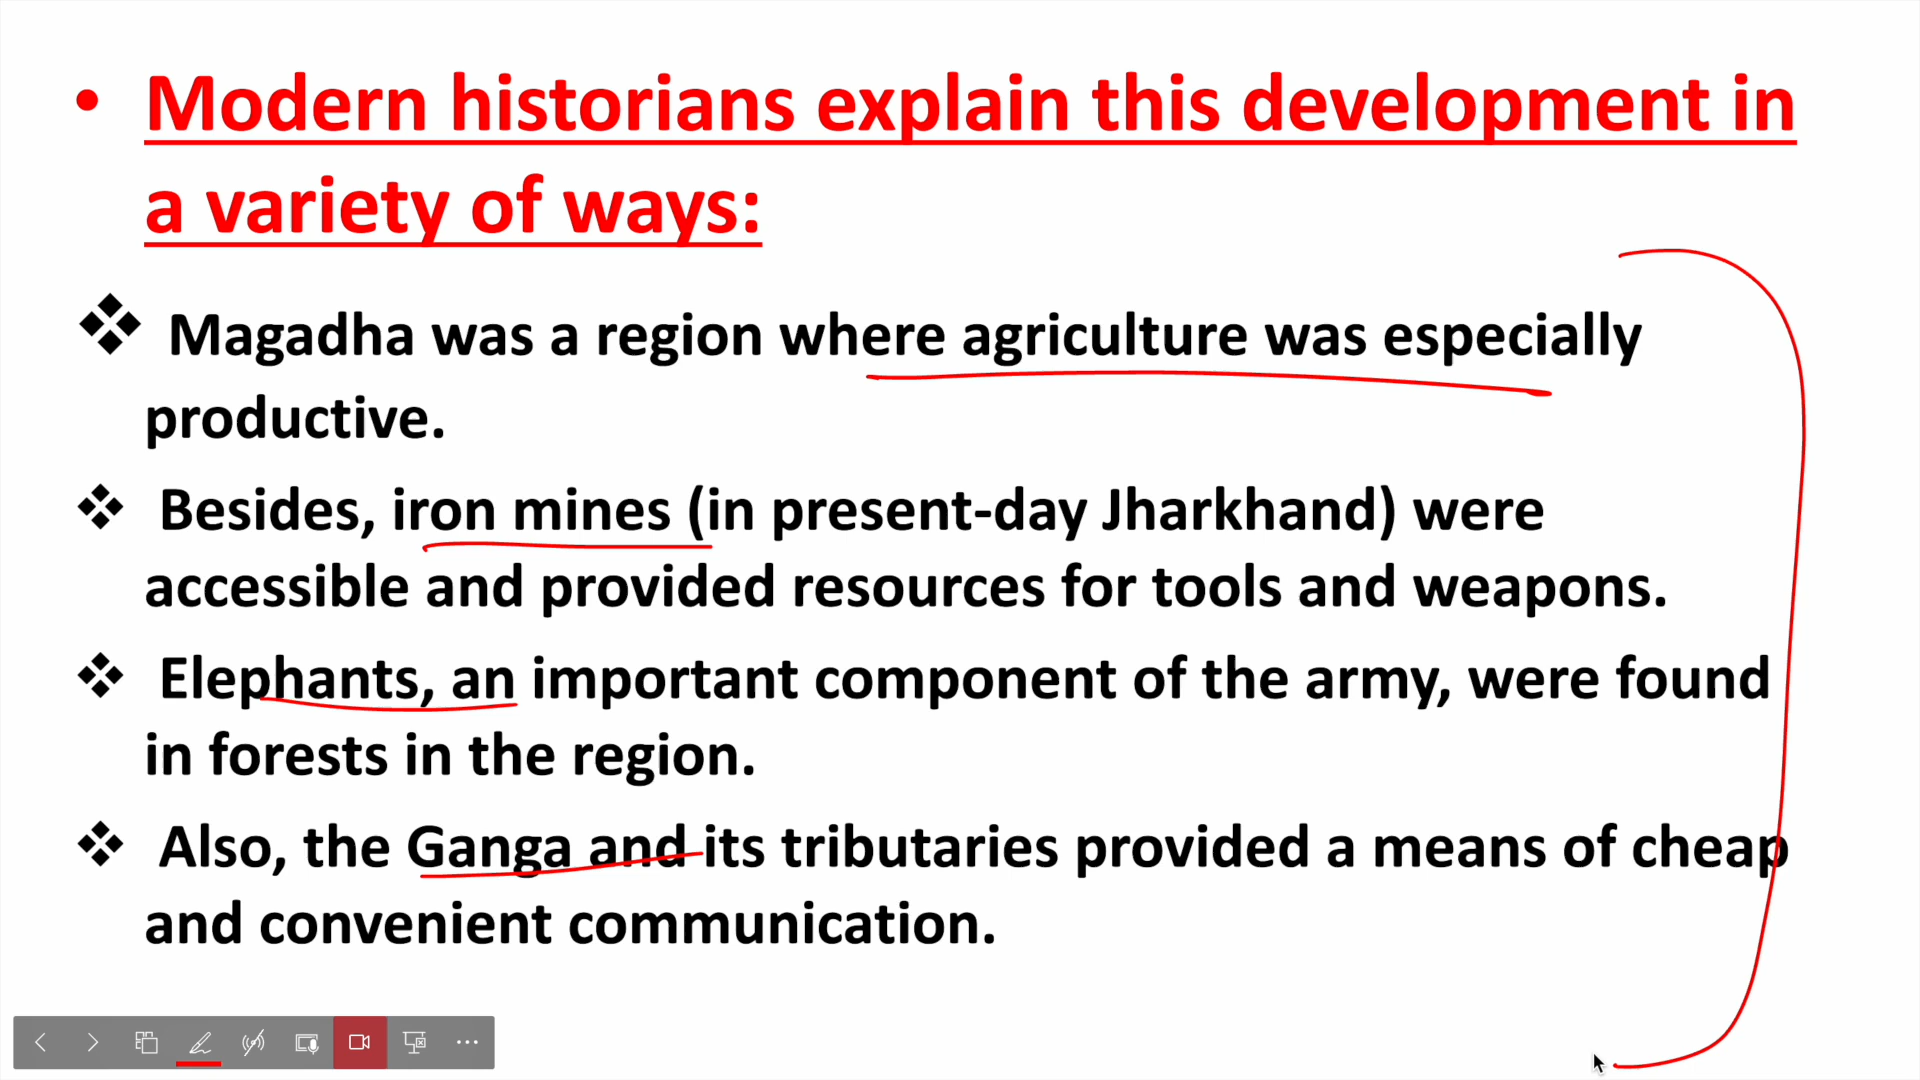 • Modern historians explain this development in
a variety of ways:
❖ Magadha was a region where agriculture was especially
productive.
❖ Besides, iron mines (in present-day Jharkhand) were
accessible and provided resources for tools and weapons.
❖ Elephants, an important component of the army, were found
in forests in the region.
❖ Also, the Ganga and its tributaries provided a means of cheap
and convenient communication.